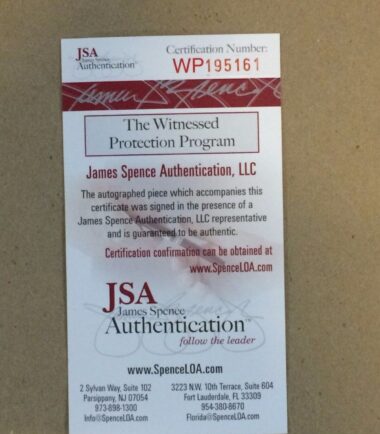 JSA
James Spence
Authentication
Certification Number:
WP195161
The Witnessed
Protection Program
James Spence Authentication, LLC
The autographed piece which accompanies this
certificate was signed in the presence of a
James Spence Authentication, LLC representative
and is guaranteed to be authentic.
Certification confirmation can be obtained at
www.SpenceLOA.com
JSA
James Spence
Authentication™
follow the leader
www.SpenceLOA.com
2 Sylvan Way, Suite 102
Parsippany, NJ 07054
973-898-1300
Info@SpenceLOA.com
3223 N.W. 10th Terrace, Suite 604
Fort Lauderdale, FL 33309
954-380-8670
Florida@SpenceLOA.com